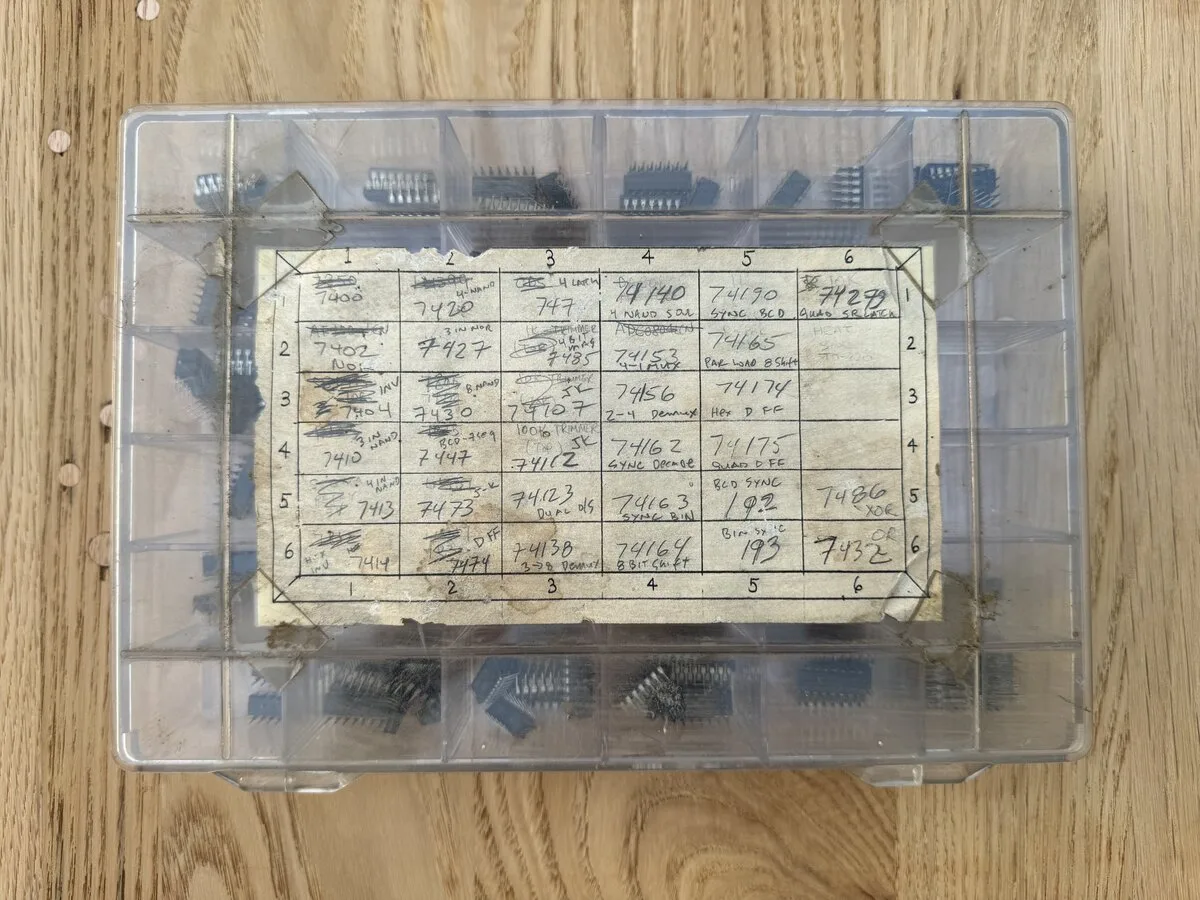 1 2 3 4 5 6
1
7400
4-NAND
7420
4 LATCH
747
74140
4 NAND
74190
SYNC BCD
74279
QUAD SR LATCH
1
2
7402
NOR
3 IN NOR
7427
TRIMMER
7485
74153
4-1 MUX
74165
PAR LOAD 8 Shift
HEAT
2
3
INV
7404
8 NAND
7430
JK
74107
74156
2-4 Demux
74174
Hex D FF
3
4
3 IN
NAND
7410
BCD-7seg
7447
100k TRIMMER
JK
74112
74162
SYNC Decade
74175
QUAD D FF
4
5
4 IN
NAND
7413
J-K
7473
74123
DUAL O/S
74163
SYNC BIN
BCD SYNC
192
7486
XOR
5
6
INV
7414
D FF
7474
74138
3→8 Demux
74164
8 BIT Shift
193
OR
7432
6
1 2 3 4 5 6